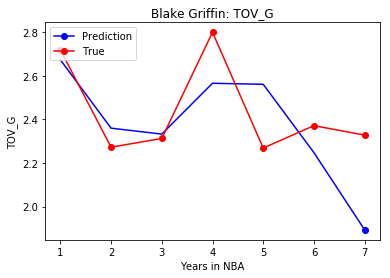 Blake Griffin: TOV_G
Prediction
True
2.8
2.6
2.4
2.2
2.0
TOV_G
1 2 3 4 5 6 7
Years in NBA